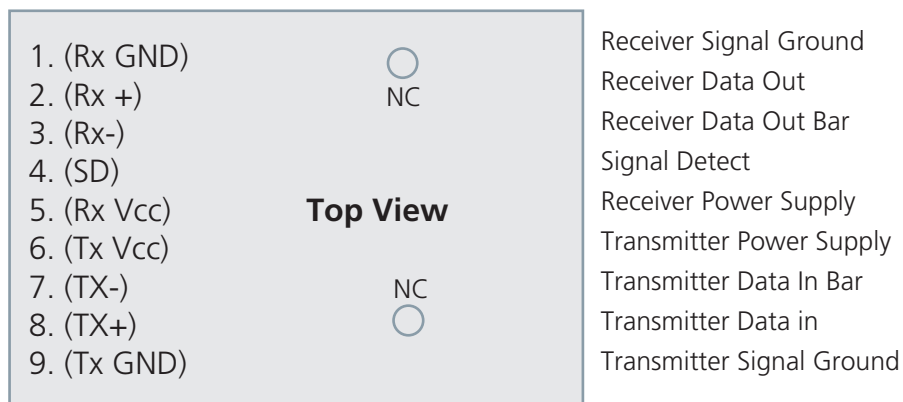 1. (Rx GND)
2. (Rx +)
NC
3. (Rx-)
4. (SD)
5. (Rx Vcc)
Top View
6. (Tx Vcc)
7. (TX-)
NC
8. (TX+)
9. (Tx GND)
Receiver Signal Ground
Receiver Data Out
Receiver Data Out Bar
Signal Detect
Receiver Power Supply
Transmitter Power Supply
Transmitter Data In Bar
Transmitter Data in
Transmitter Signal Ground